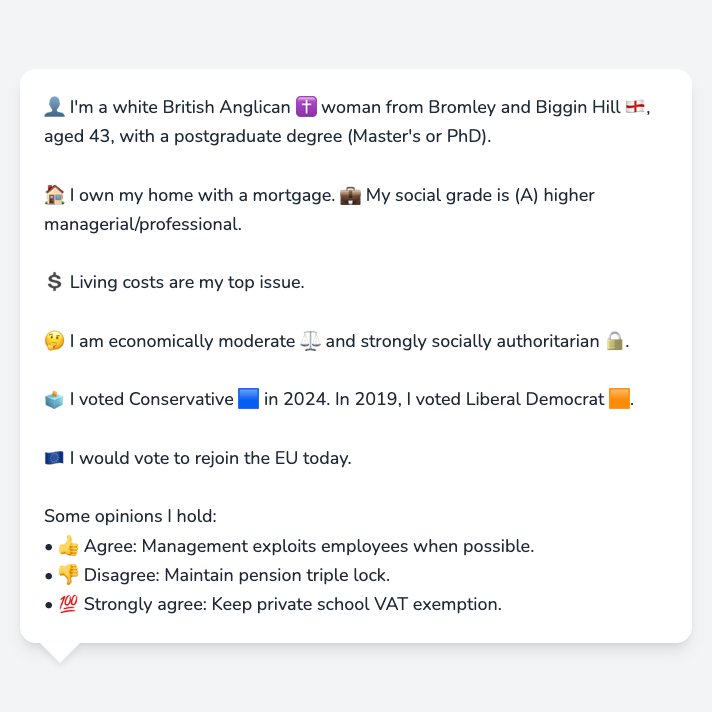 👤 I'm a white British Anglican ✝️ woman from Bromley and Biggin Hill 🏴󠁧󠁢󠁥󠁮󠁧󠁿,
aged 43, with a postgraduate degree (Master's or PhD).
🏠 I own my home with a mortgage. 💼 My social grade is (A) higher
managerial/professional.
💲 Living costs are my top issue.
🤔 I am economically moderate ⚖️ and strongly socially authoritarian 🔒.
🗳️ I voted Conservative 🟦 in 2024. In 2019, I voted Liberal Democrat 🟧.
🇪🇺 I would vote to rejoin the EU today.
Some opinions I hold:
• 👍 Agree: Management exploits employees when possible.
• 👎 Disagree: Maintain pension triple lock.
• 💯 Strongly agree: Keep private school VAT exemption.